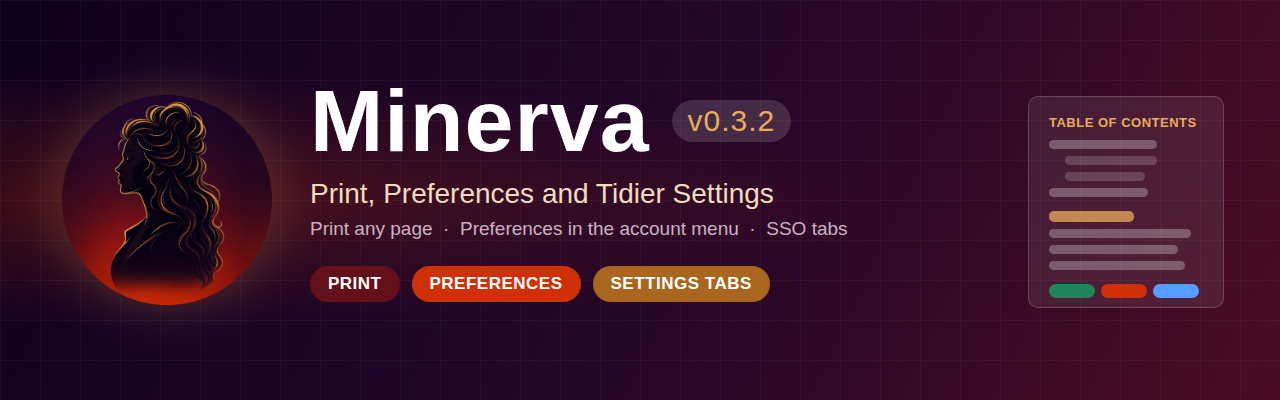 Minerva v0.3.2
Print, Preferences and Tidier Settings
Print any page · Preferences in the account menu · SSO tabs
PRINT PREFERENCES SETTINGS TABS
TABLE OF CONTENTS